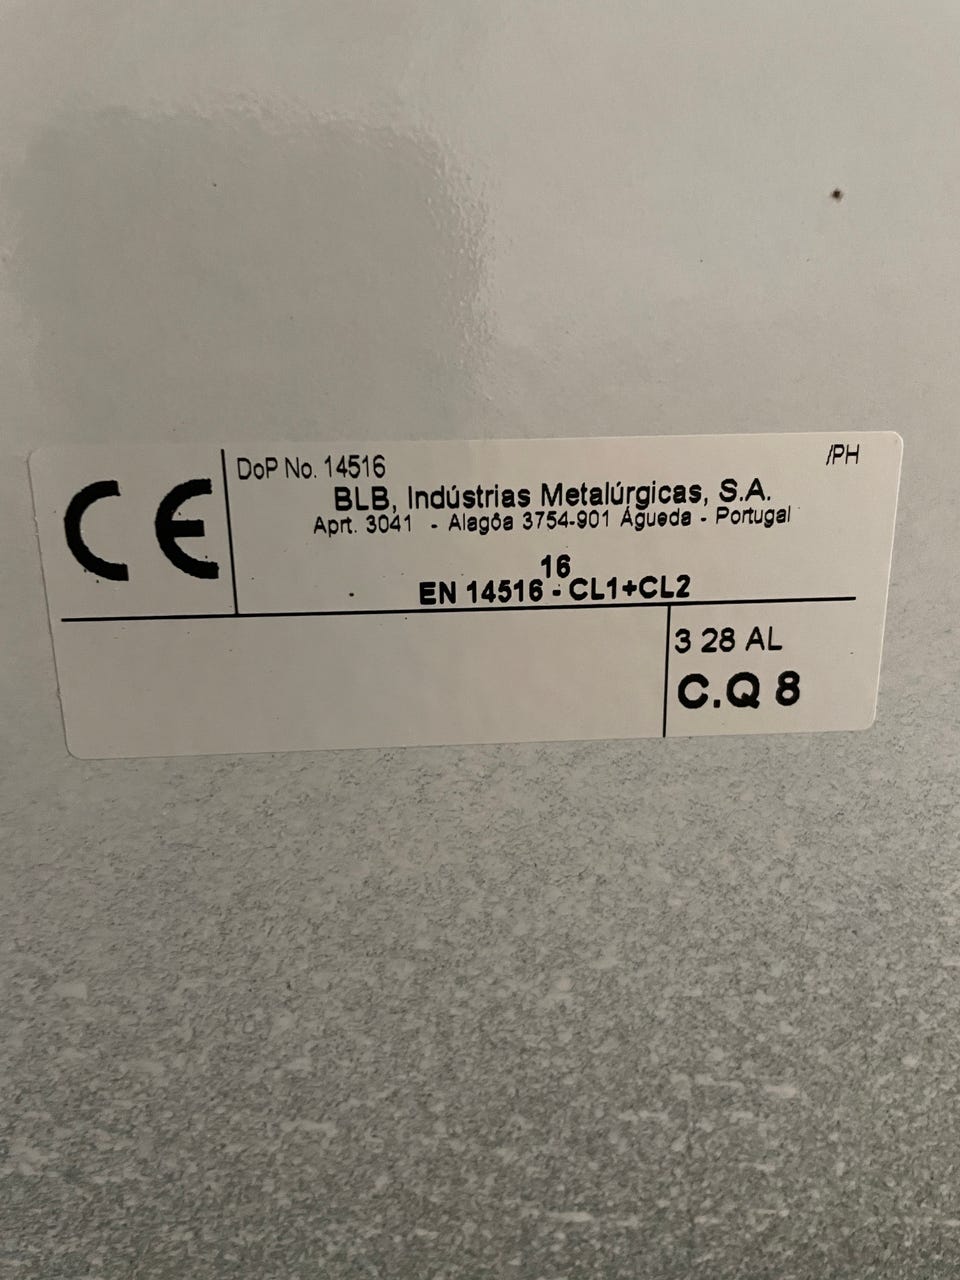 CE
DoP No. 14516
/PH
BLB, Indústrias Metalúrgicas, S.A.
Aprt. 3041 - Alagôa 3754-901 Águeda - Portugal
16
EN 14516 - CL1+CL2
3 28 AL
C.Q 8